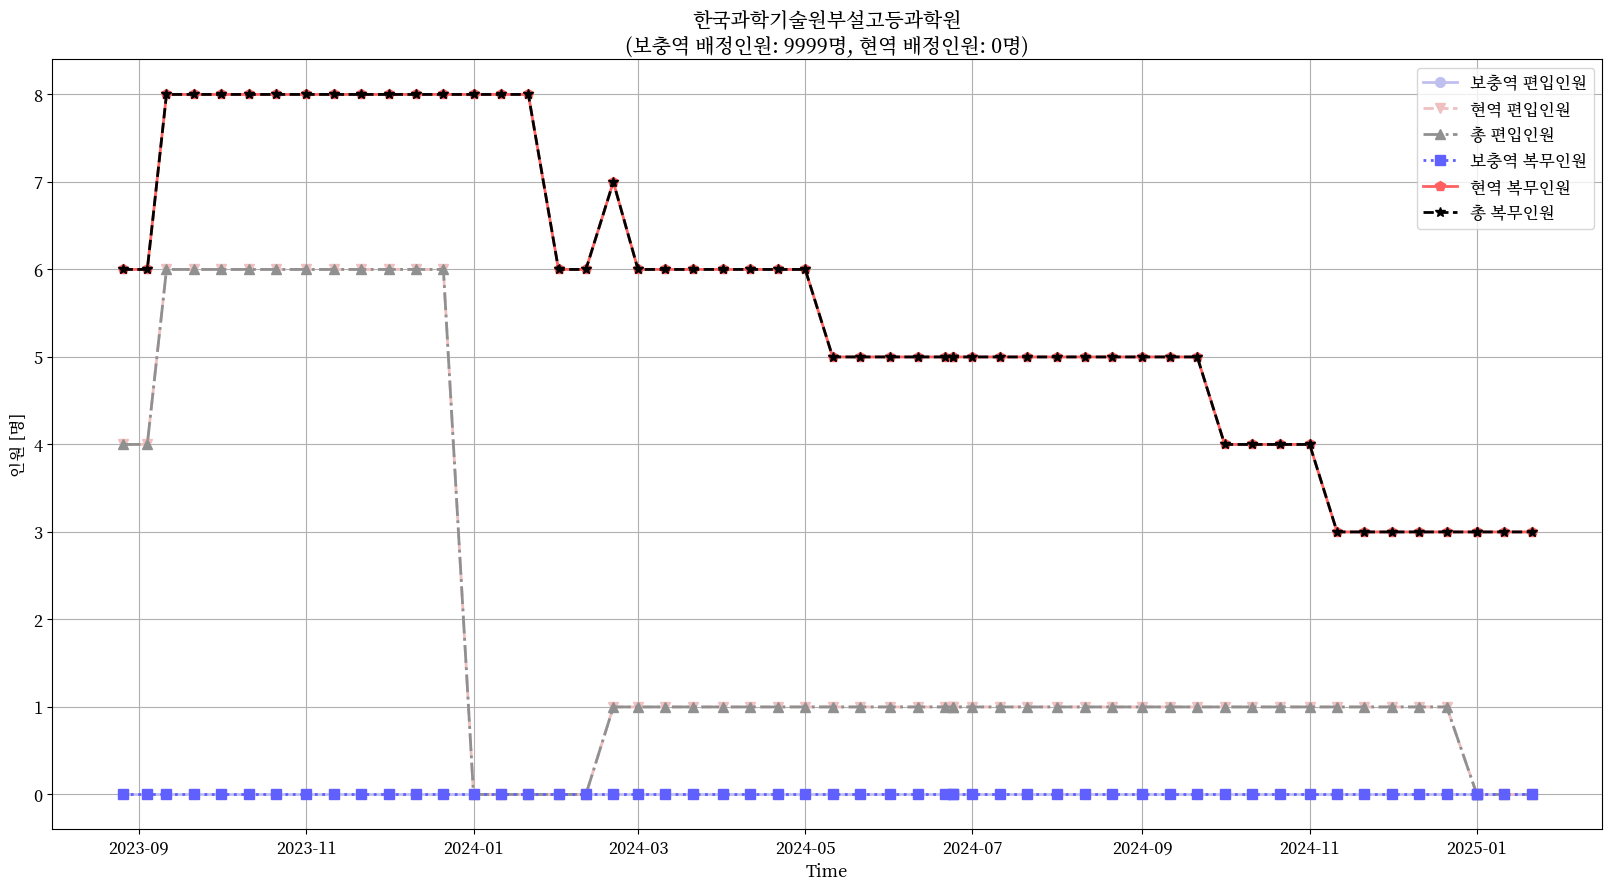 한국과학기술원부설고등과학원
(보충역 배정인원: 9999명, 현역 배정인원: 0명)
보충역 편입인원
현역 편입인원
총 편입인원
보충역 복무인원
현역 복무인원
총 복무인원
인원 [명]
8
7
6
5
4
3
2
1
0
2023-09
2023-11
2024-01
2024-03
2024-05
2024-07
2024-09
2024-11
2025-01
Time